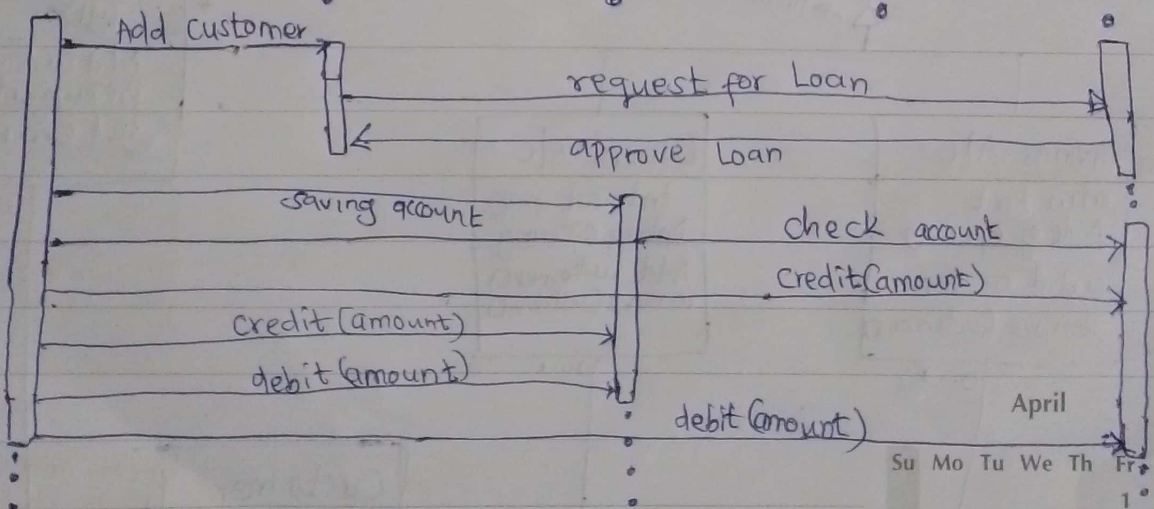 Add customer
request for Loan
approve Loan
saving account
check account
credit(amount)
credit(amount)
debit(amount)
April
debit(amount)
Su Mo Tu We Th Fr
1